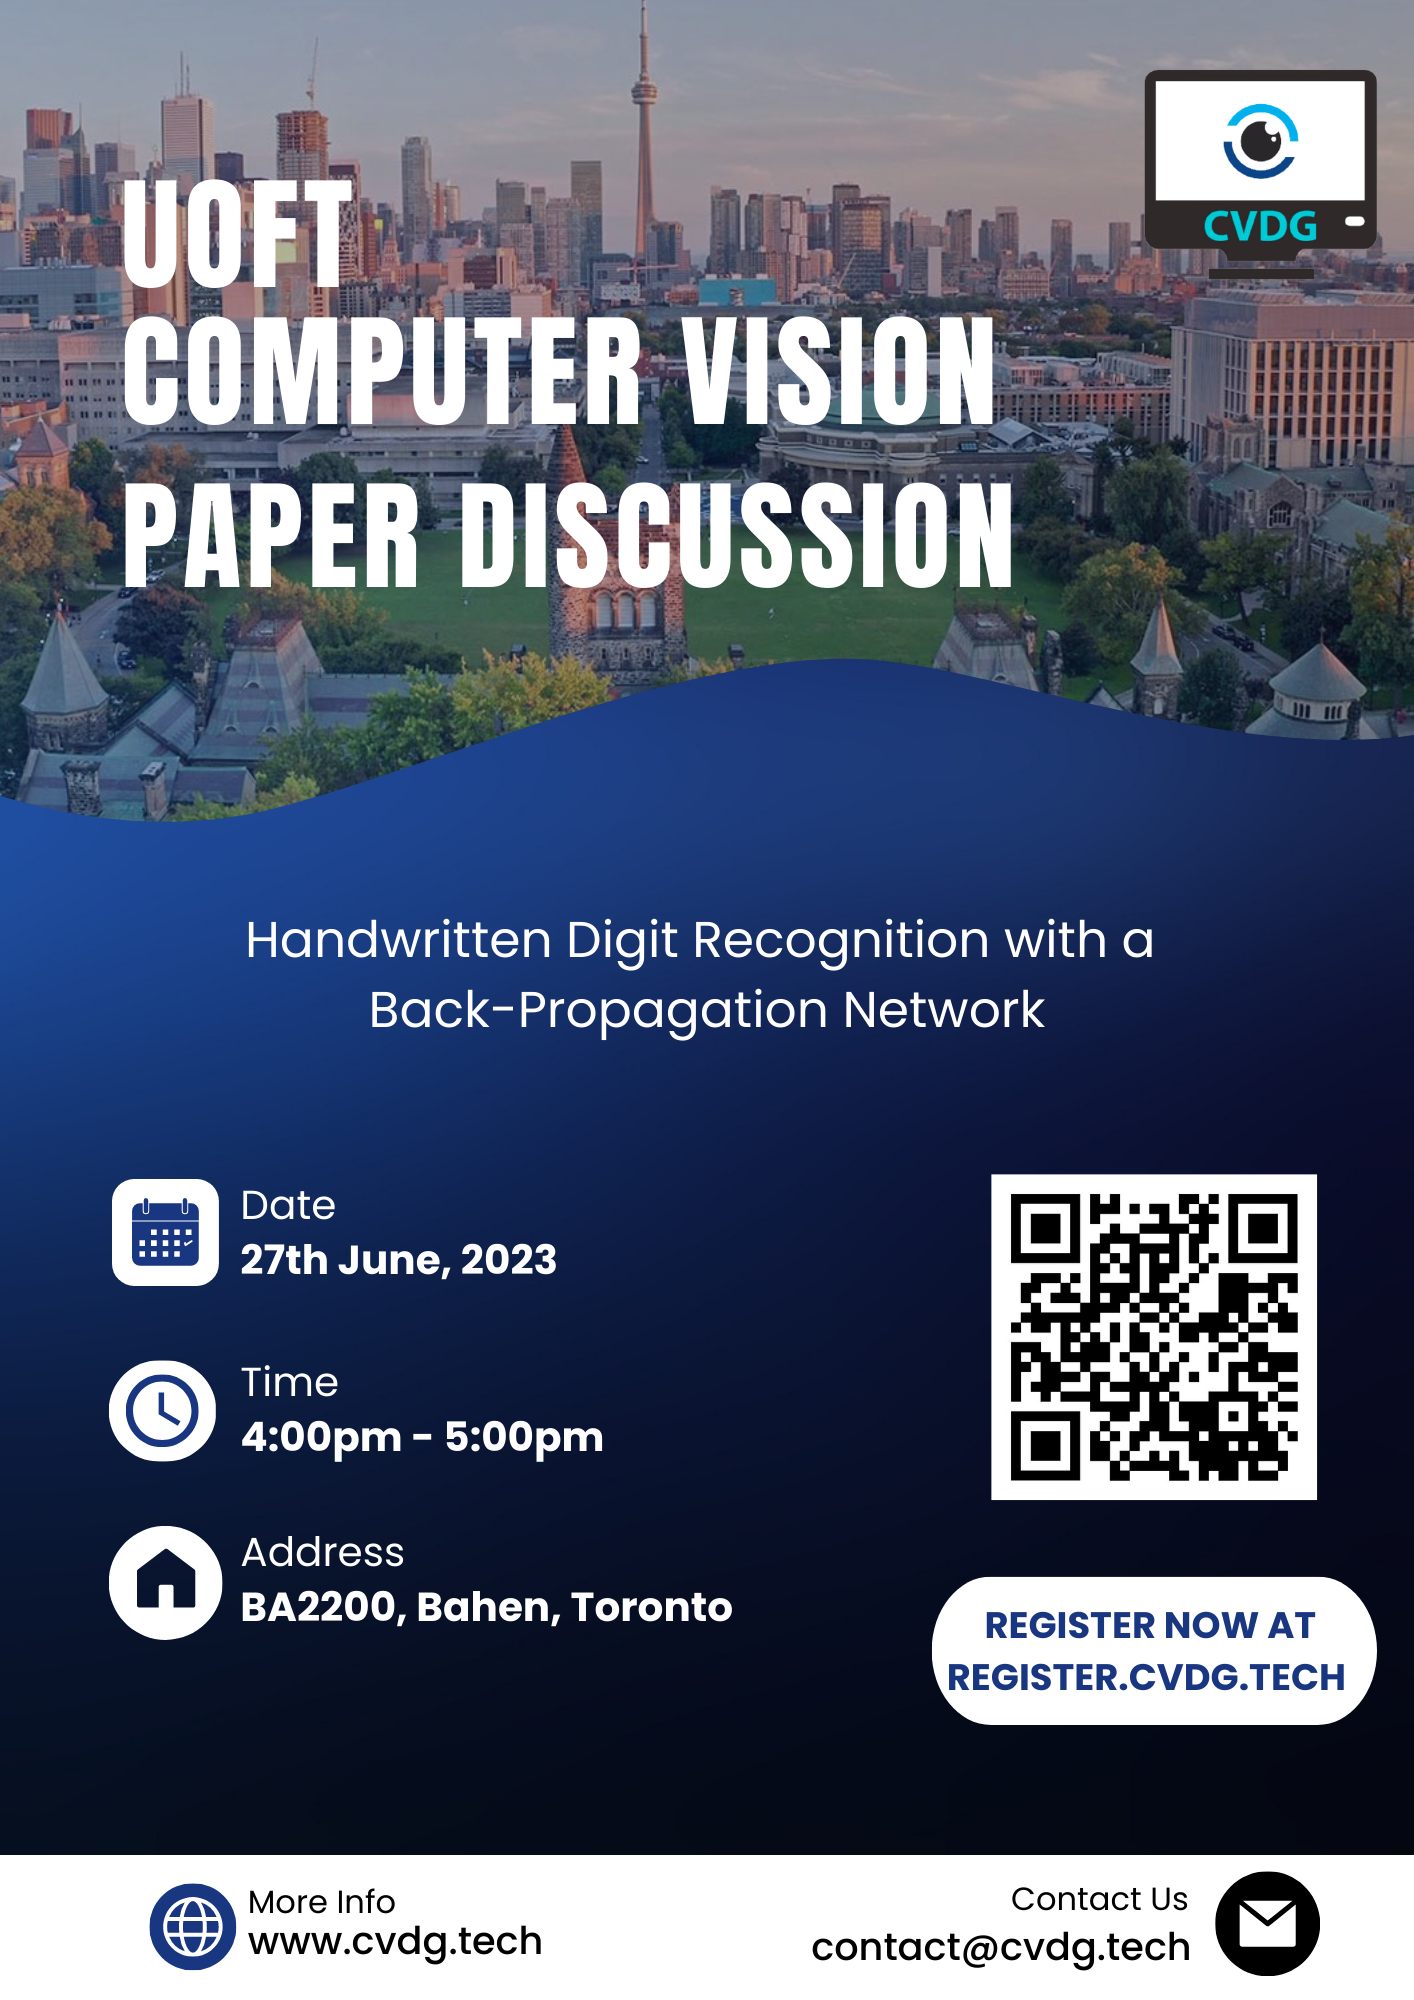 CVDG
UOFT
COMPUTER VISION
PAPER DISCUSSION
Handwritten Digit Recognition with a
Back-Propagation Network
Date
27th June, 2023
Time
4:00pm - 5:00pm
Address
BA2200, Bahen, Toronto
REGISTER NOW AT
REGISTER.CVDG.TECH
More Info
www.cvdg.tech
Contact Us
contact@cvdg.tech